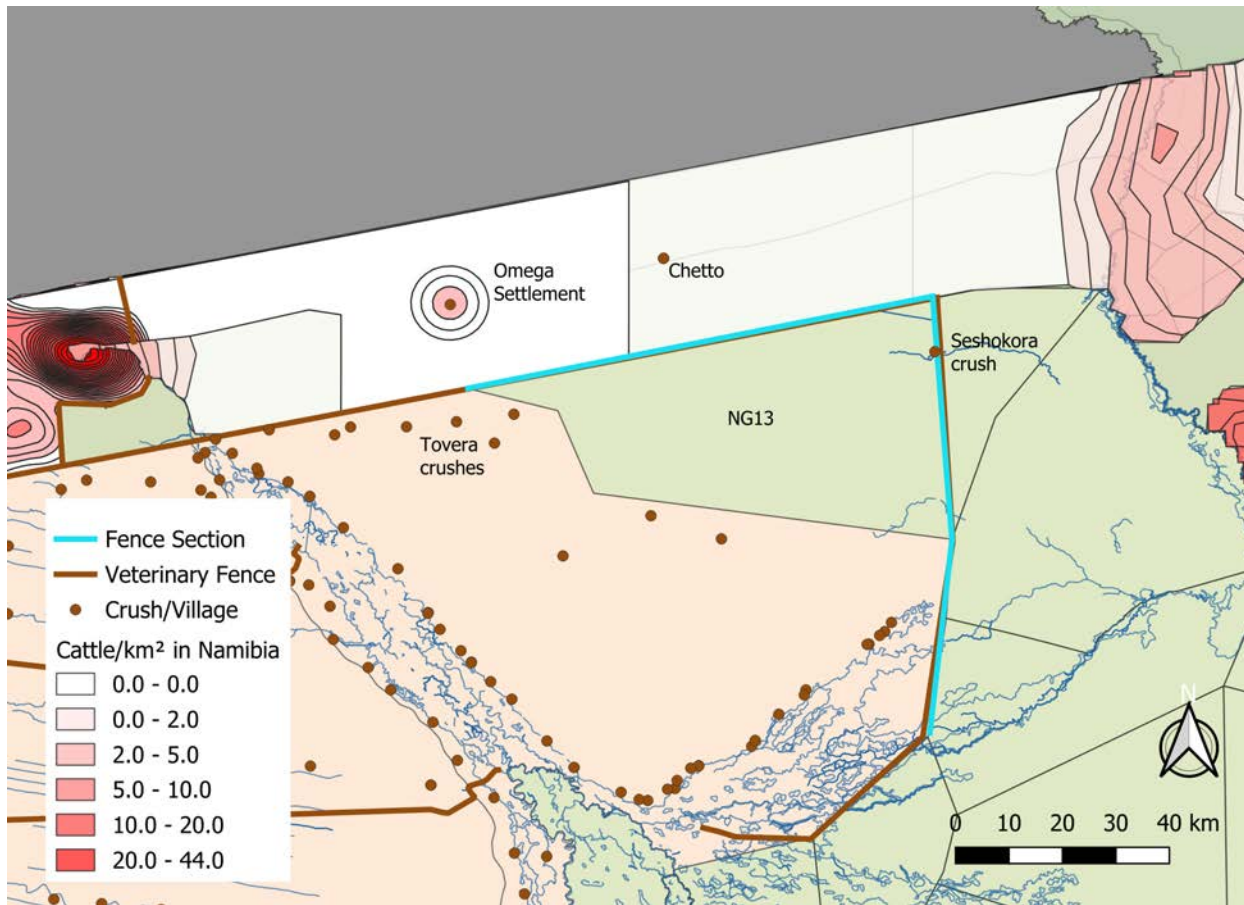 Omega
Settlement
Chetto
Seshokora
crush
NG13
Tovera
crushes
Fence Section
Veterinary Fence
Crush/Village
Cattle/km² in Namibia
0.0 - 0.0
0.0 - 2.0
2.0 - 5.0
5.0 - 10.0
10.0 - 20.0
20.0 - 44.0
N
0 10 20 30 40 km